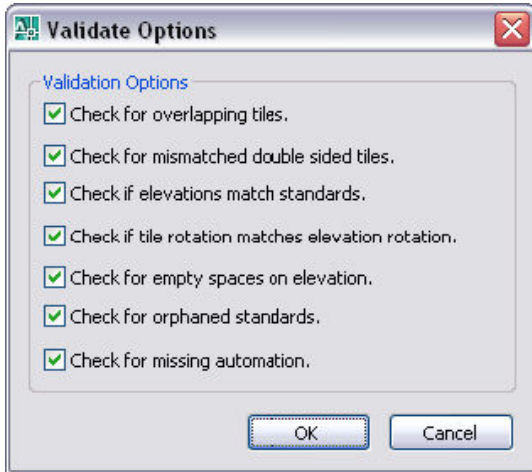 Validate Options
Validation Options
Check for overlapping tiles.
Check for mismatched double sided tiles.
Check if elevations match standards.
Check if tile rotation matches elevation rotation.
Check for empty spaces on elevation.
Check for orphaned standards.
Check for missing automation.
OK Cancel